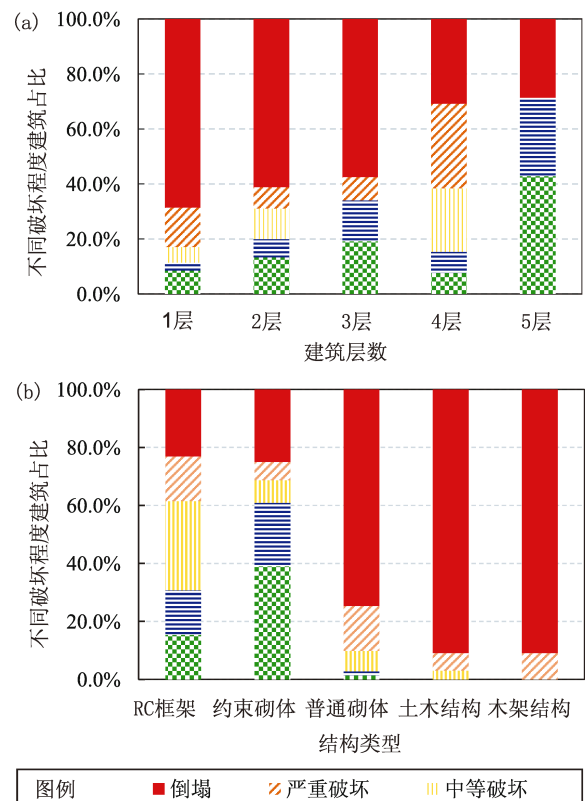 (a)
100.0%
80.0%
60.0%
40.0%
20.0%
0.0%
不同破坏程度建筑占比
1层 2层 3层 4层 5层
建筑层数
(b)
100.0%
80.0%
60.0%
40.0%
20.0%
0.0%
不同破坏程度建筑占比
RC框架 约束砌体 普通砌体 土木结构 木架结构
结构类型
图例 倒塌 严重破坏 中等破坏